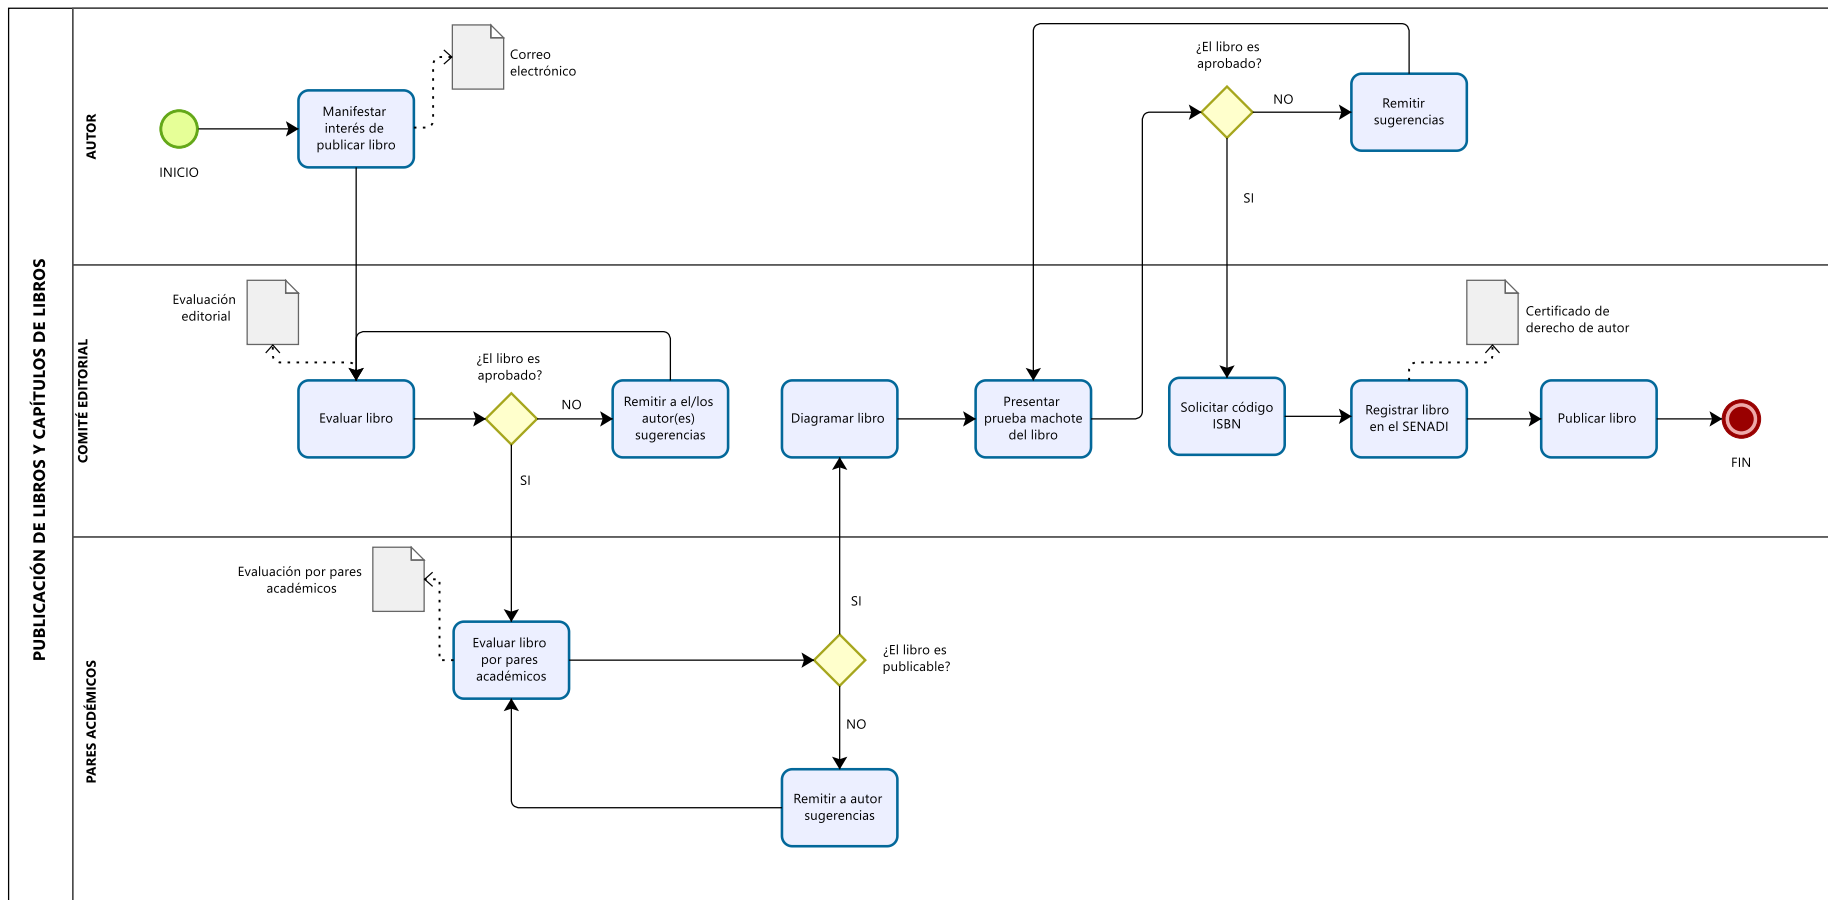 PUBLICACIÓN DE LIBROS Y CAPÍTULOS DE LIBROS
AUTOR
INICIO
Manifestar
interés de
publicar libro
Correo
electrónico
¿El libro es
aprobado?
NO
SI
Remitir
sugerencias
COMITÉ EDITORIAL
Evaluación
editorial
Evaluar libro
¿El libro es
aprobado?
NO
SI
Remitir a el/los
autor(es)
sugerencias
Diagramar libro
Presentar
prueba machote
del libro
Solicitar código
ISBN
Registrar libro
en el SENADI
Certificado de
derecho de autor
Publicar libro
FIN
PARES ACDÉMICOS
Evaluación por pares
académicos
Evaluar libro
por pares
académicos
SI
¿El libro es
publicable?
NO
Remitir a autor
sugerencias